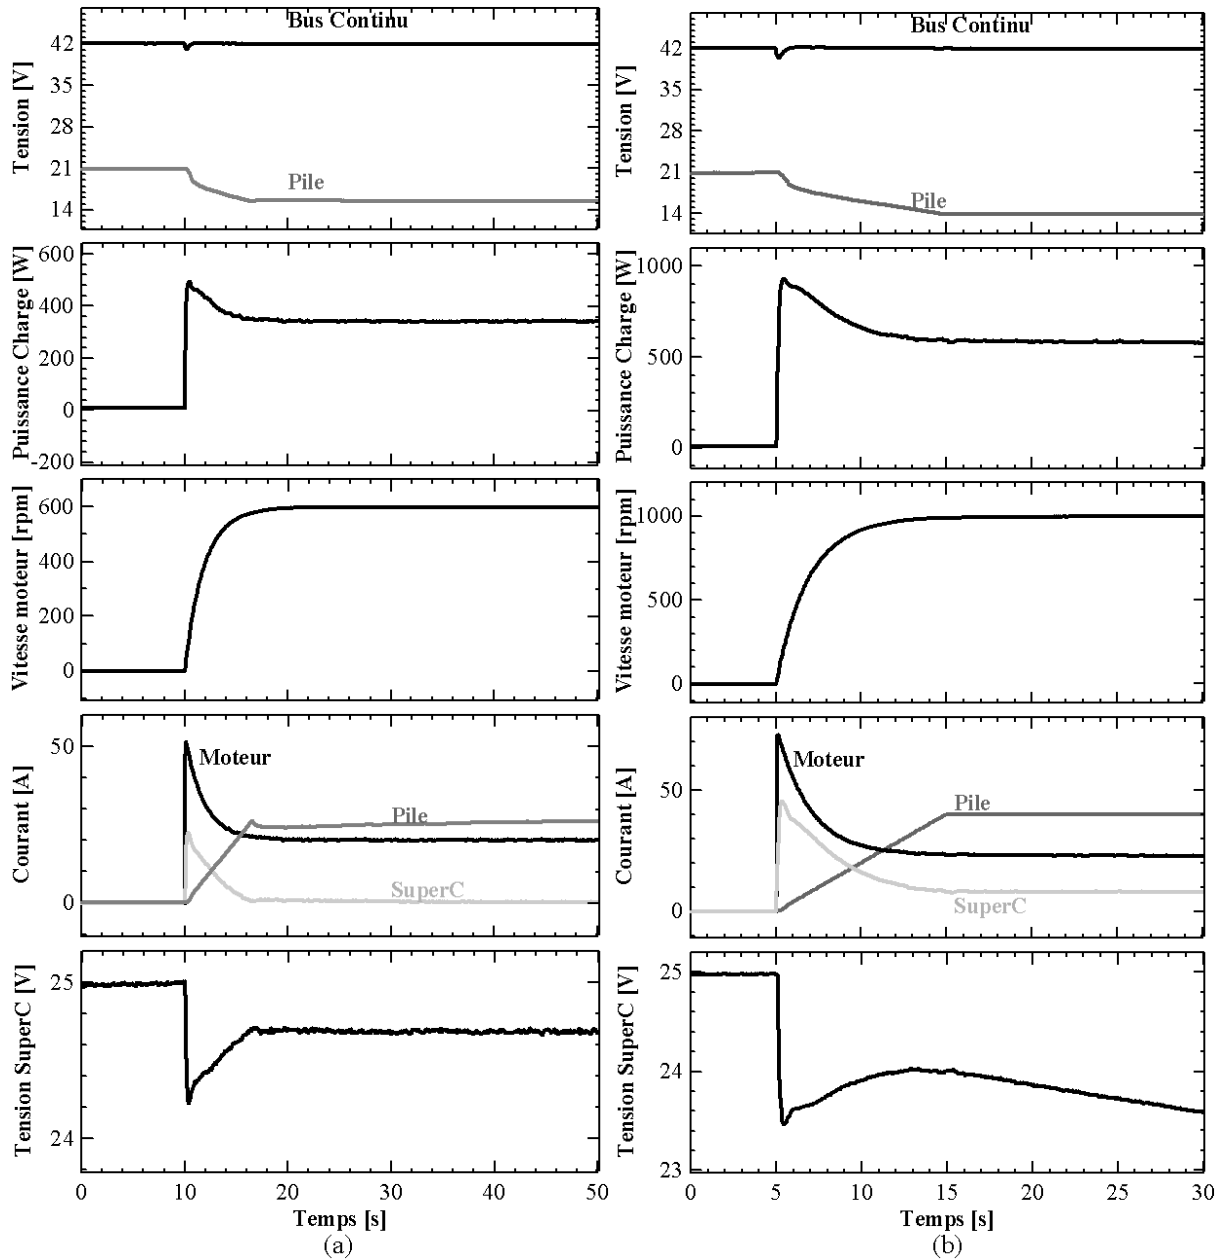 Bus Continu
Tension [V]
42
35
28
21
14
Pile
Puissance Charge [W]
600
400
200
0
-200
Vitesse moteur [rpm]
600
400
200
0
Courant [A]
50
0
Moteur
Pile
SuperC
Tension SuperC [V]
25
24
0 10 20 30 40 50
Temps [s]
(a)
Bus Continu
Tension [V]
42
35
28
21
14
Pile
Puissance Charge [W]
1000
500
0
Vitesse moteur [rpm]
1000
500
0
Courant [A]
50
0
Moteur
Pile
SuperC
Tension SuperC [V]
25
24
23
0 5 10 15 20 25 30
Temps [s]
(b)